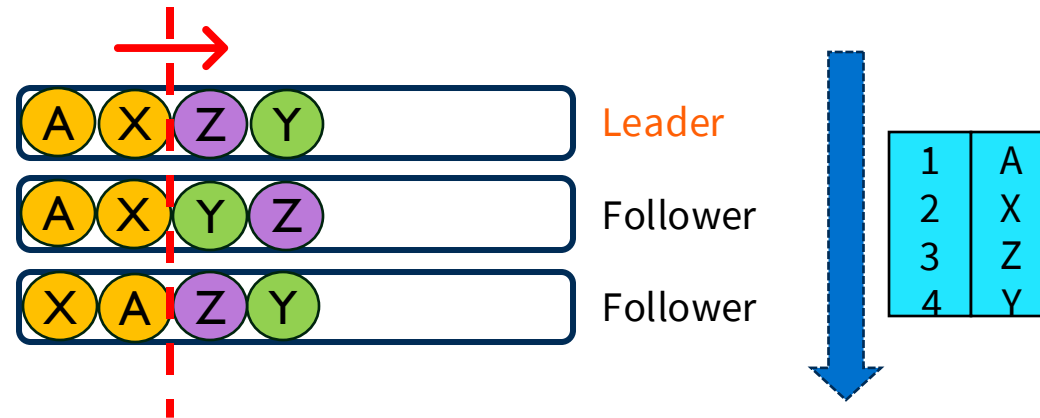 A X Z Y Leader
A X Y Z Follower
X A Z Y Follower
1 A
2 X
3 Z
4 Y